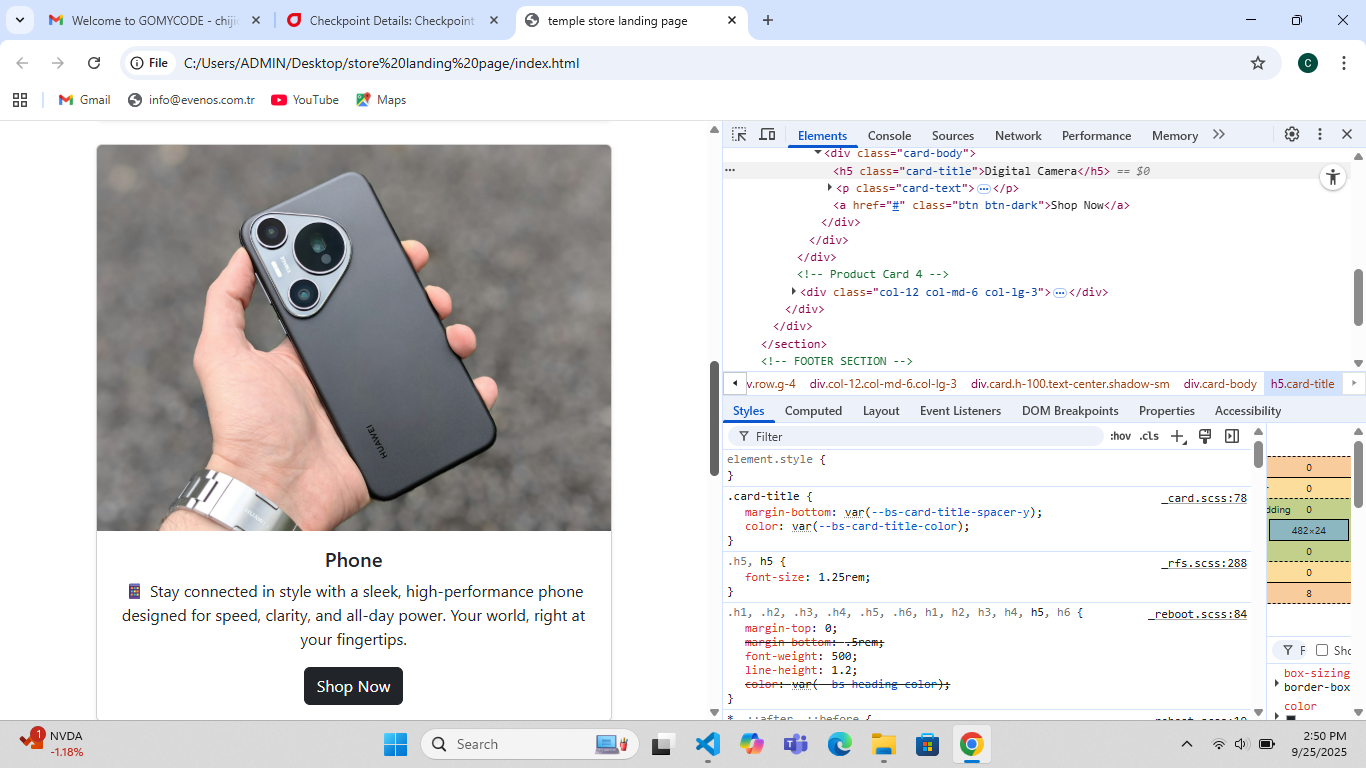 Welcome to GOMYCODE - chiji
Checkpoint Details: Checkpoint
temple store landing page
File
C:/Users/ADMIN/Desktop/store%20landing%20page/index.html
C
Gmail
info@evenos.com.tr
YouTube
Maps
Elements
Console
Sources
Network
Performance
Memory
<div class="card-body">
<h5 class="card-title">Digital Camera</h5> == $0
<p class="card-text">…</p>
<a href="#" class="btn btn-dark">Shop Now</a>
</div>
</div>
</div>
<!-- Product Card 4 -->
<div class="col-12 col-md-6 col-lg-3">…</div>
</div>
</div>
</section>
<!-- FOOTER SECTION -->
v.row.g-4
div.col-12.col-md-6.col-lg-3
div.card.h-100.text-center.shadow-sm
div.card-body
h5.card-title
Styles
Computed
Layout
Event Listeners
DOM Breakpoints
Properties
Accessibility
Filter
:hov
.cls
element.style {
}
.card-title {
_card.scss:78
margin-bottom: var(--bs-card-title-spacer-y);
color: var(--bs-card-title-color);
}
.h5, h5 {
_rfs.scss:288
font-size: 1.25rem;
}
.h1, .h2, .h3, .h4, .h5, .h6, h1, h2, h3, h4, h5, h6 {
_reboot.scss:84
margin-top: 0;
margin-bottom: .5rem;
font-weight: 500;
line-height: 1.2;
color: var(--bs-heading-color);
}
*, ::after, ::before {
0
0
dding 0
482×24
0
0
8
F
Sho
box-sizing
border-box
color
HUAWEI
Phone
Stay connected in style with a sleek, high-performance phone
designed for speed, clarity, and all-day power. Your world, right at
your fingertips.
Shop Now
1
NVDA
-1.18%
Search
2:50 PM
9/25/2025